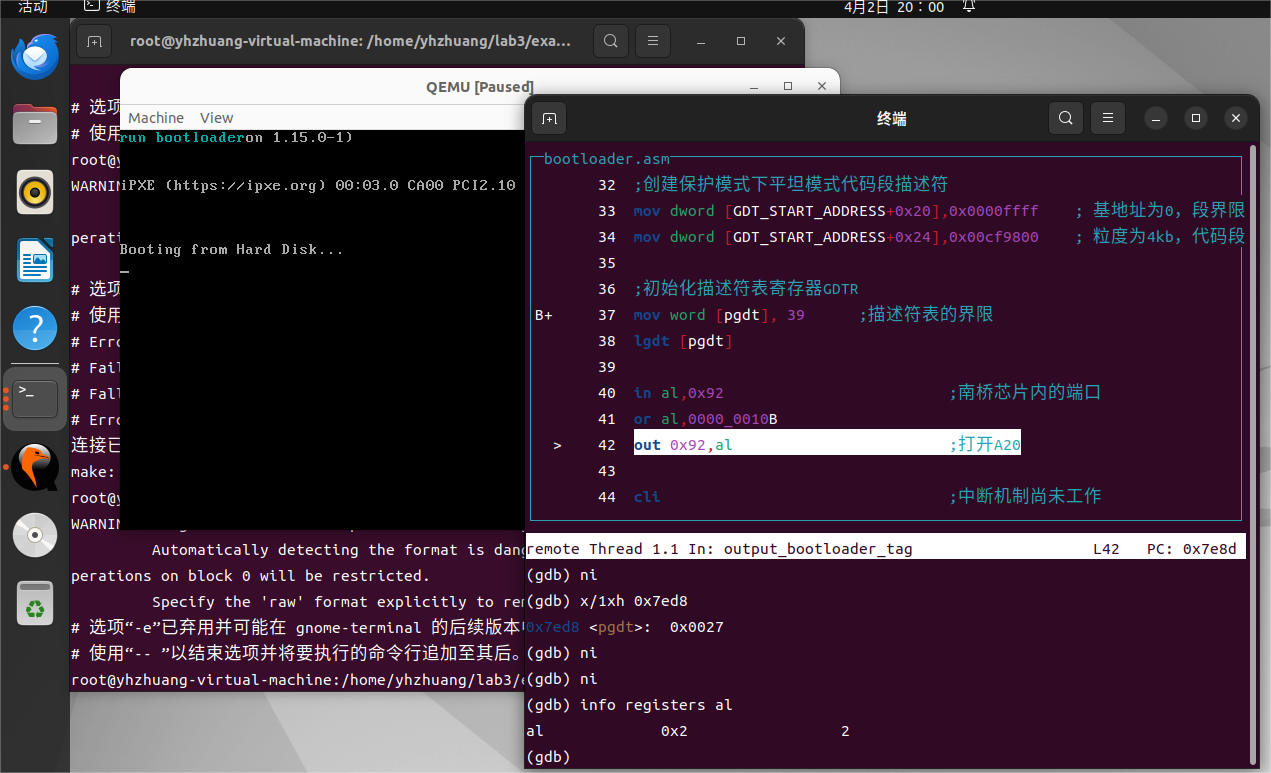 活动 终端 4月2日 20：00
root@yhzhuang-virtual-machine: /home/yhzhuang/lab3/exa...
# 选项
# 使用
root@y
WARNIN
perati
# 选项
# 使用
# Erro
# Fail
# Fall
# Erro
连接已
make:
root@y
WARNIN
Automatically detecting the format is dang
perations on block 0 will be restricted.
Specify the 'raw' format explicitly to rem
# 选项“-e”已弃用并可能在 gnome-terminal 的后续版本
# 使用“-- ”以结束选项并将要执行的命令行追加至其后。
root@yhzhuang-virtual-machine:/home/yhzhuang/lab3/e
QEMU [Paused]
Machine View
run bootloaderon 1.15.0-1)
iPXE (https://ipxe.org) 00:03.0 CA00 PCI2.10
Booting from Hard Disk...
_
终端
bootloader.asm
32 ;创建保护模式下平坦模式代码段描述符
33 mov dword [GDT_START_ADDRESS+0x20],0x0000ffff ; 基地址为0，段界限
34 mov dword [GDT_START_ADDRESS+0x24],0x00cf9800 ; 粒度为4kb，代码段
35
36 ;初始化描述符表寄存器GDTR
B+ 37 mov word [pgdt], 39 ;描述符表的界限
38 lgdt [pgdt]
39
40 in al,0x92 ;南桥芯片内的端口
41 or al,0000_0010B
> 42 out 0x92,al ;打开A20
43
44 cli ;中断机制尚未工作
remote Thread 1.1 In: output_bootloader_tag L42 PC: 0x7e8d
(gdb) ni
(gdb) x/1xh 0x7ed8
0x7ed8 <pgdt>: 0x0027
(gdb) ni
(gdb) ni
(gdb) info registers al
al 0x2 2
(gdb)